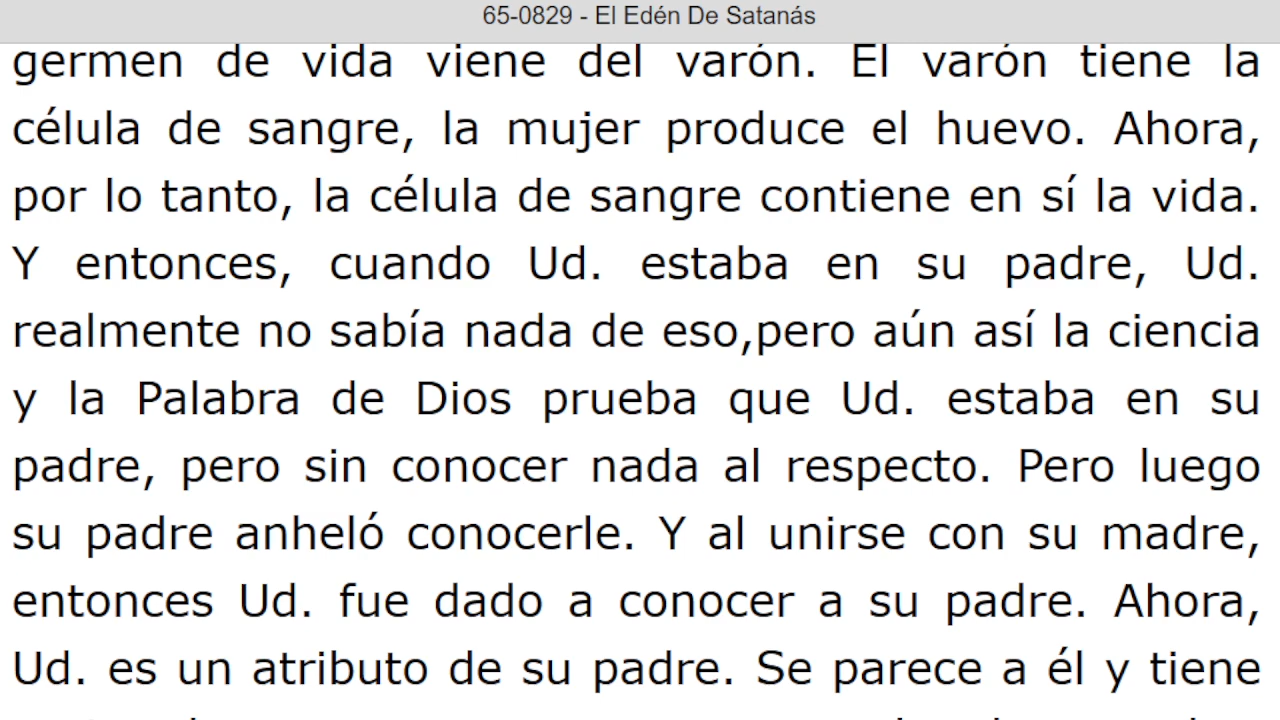 65-0829 - El Edén De Satanás
germen de vida viene del varón. El varón tiene la
célula de sangre, la mujer produce el huevo. Ahora,
por lo tanto, la célula de sangre contiene en sí la vida.
Y entonces, cuando Ud. estaba en su padre, Ud.
realmente no sabía nada de eso,pero aún así la ciencia
y la Palabra de Dios prueba que Ud. estaba en su
padre, pero sin conocer nada al respecto. Pero luego
su padre anheló conocerle. Y al unirse con su madre,
entonces Ud. fue dado a conocer a su padre. Ahora,
Ud. es un atributo de su padre. Se parece a él y tiene